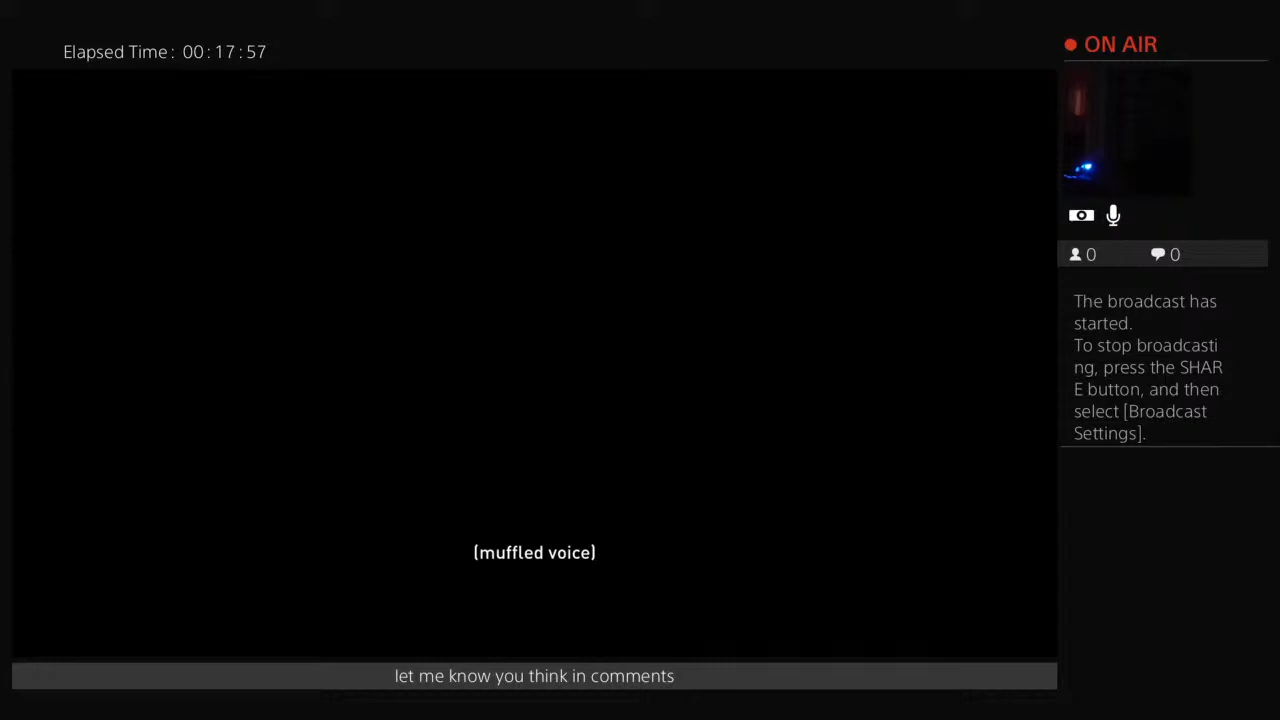 Elapsed Time: 00:17:57
ON AIR
0 0
The broadcast has
started.
To stop broadcasti
ng, press the SHAR
E button, and then
select [Broadcast
Settings].
(muffled voice)
let me know you think in comments